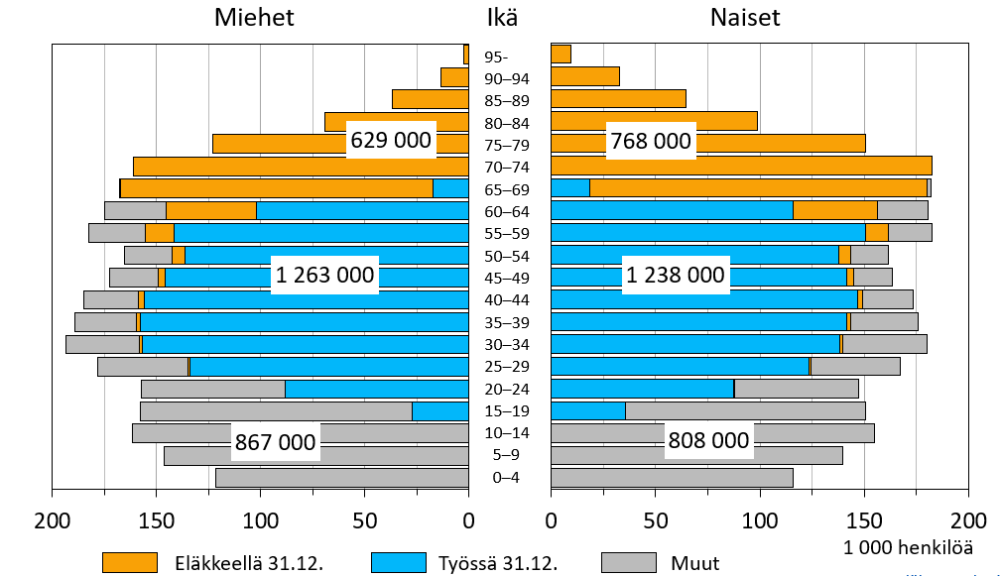 Miehet Ikä Naiset
95-
90–94
85–89
80–84
629 000 75–79 768 000
70–74
65–69
60–64
55–59
50–54
1 263 000 45–49 1 238 000
40–44
35–39
30–34
25–29
20–24
15–19
10–14
867 000 5–9 808 000
0–4
200 150 100 50 0 0 50 100 150 200
1 000 henkilöä
Eläkkeellä 31.12. Työssä 31.12. Muut